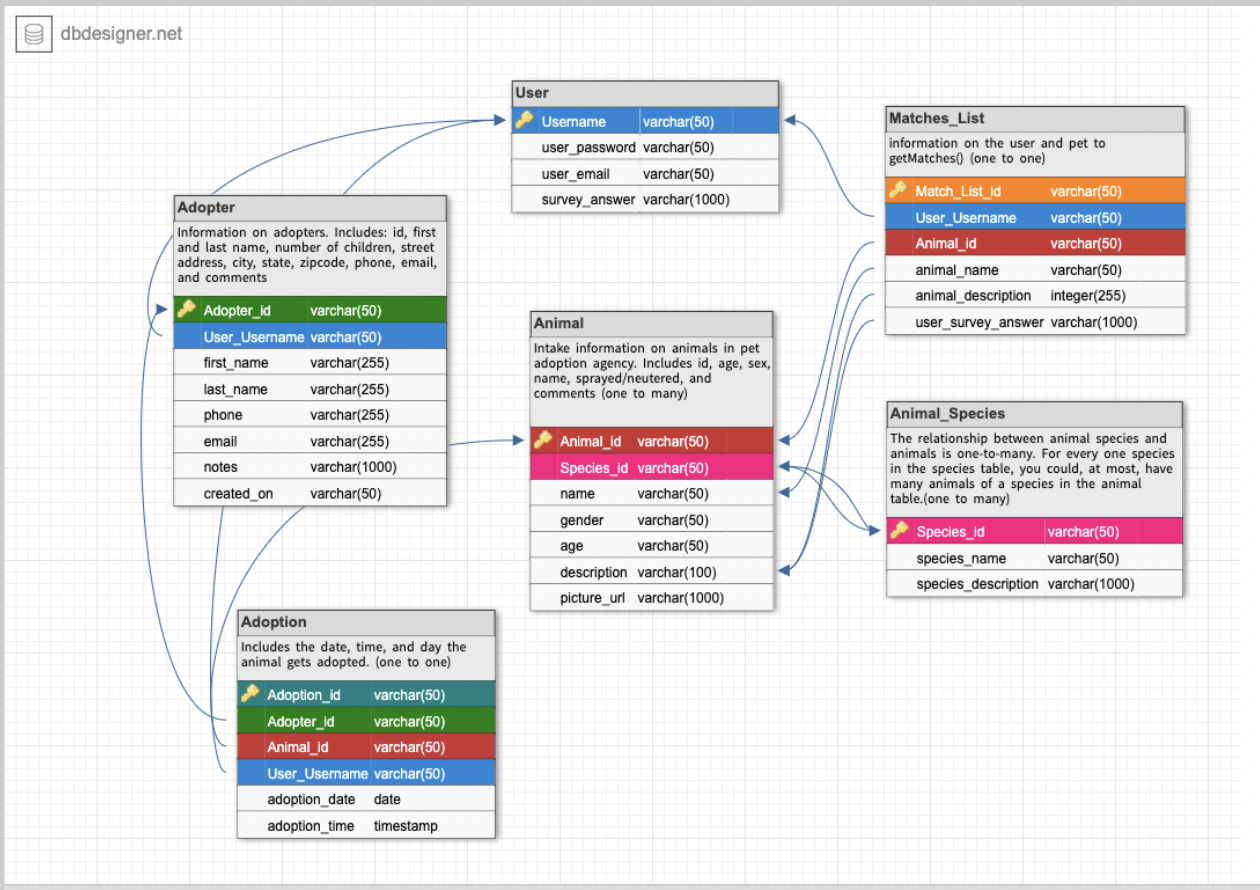 dbdesigner.net
User
Username varchar(50)
user_password varchar(50)
user_email varchar(50)
survey_answer varchar(1000)
Matches_List
information on the user and pet to
getMatches() (one to one)
Match_List_id varchar(50)
User_Username varchar(50)
Animal_id varchar(50)
animal_name varchar(50)
animal_description integer(255)
user_survey_answer varchar(1000)
Adopter
Information on adopters. Includes: id, first
and last name, number of children, street
address, city, state, zipcode, phone, email,
and comments
Adopter_id varchar(50)
User_Username varchar(50)
first_name varchar(255)
last_name varchar(255)
phone varchar(255)
email varchar(255)
notes varchar(1000)
created_on varchar(50)
Animal
Intake information on animals in pet
adoption agency. Includes id, age, sex,
name, sprayed/neutered, and
comments (one to many)
Animal_id varchar(50)
Species_id varchar(50)
name varchar(50)
gender varchar(50)
age varchar(50)
description varchar(100)
picture_url varchar(1000)
Animal_Species
The relationship between animal species and
animals is one-to-many. For every one species
in the species table, you could, at most, have
many animals of a species in the animal
table.(one to many)
Species_id varchar(50)
species_name varchar(50)
species_description varchar(1000)
Adoption
Includes the date, time, and day the
animal gets adopted. (one to one)
Adoption_id varchar(50)
Adopter_id varchar(50)
Animal_id varchar(50)
User_Username varchar(50)
adoption_date date
adoption_time timestamp